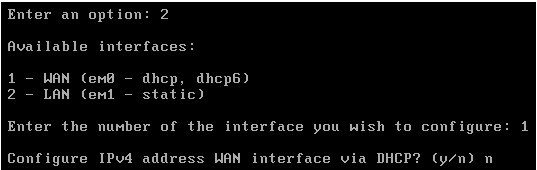 Enter an option: 2
Available interfaces:
1 - WAN (em0 - dhcp, dhcp6)
2 - LAN (em1 - static)
Enter the number of the interface you wish to configure: 1
Configure IPv4 address WAN interface via DHCP? (y/n) n